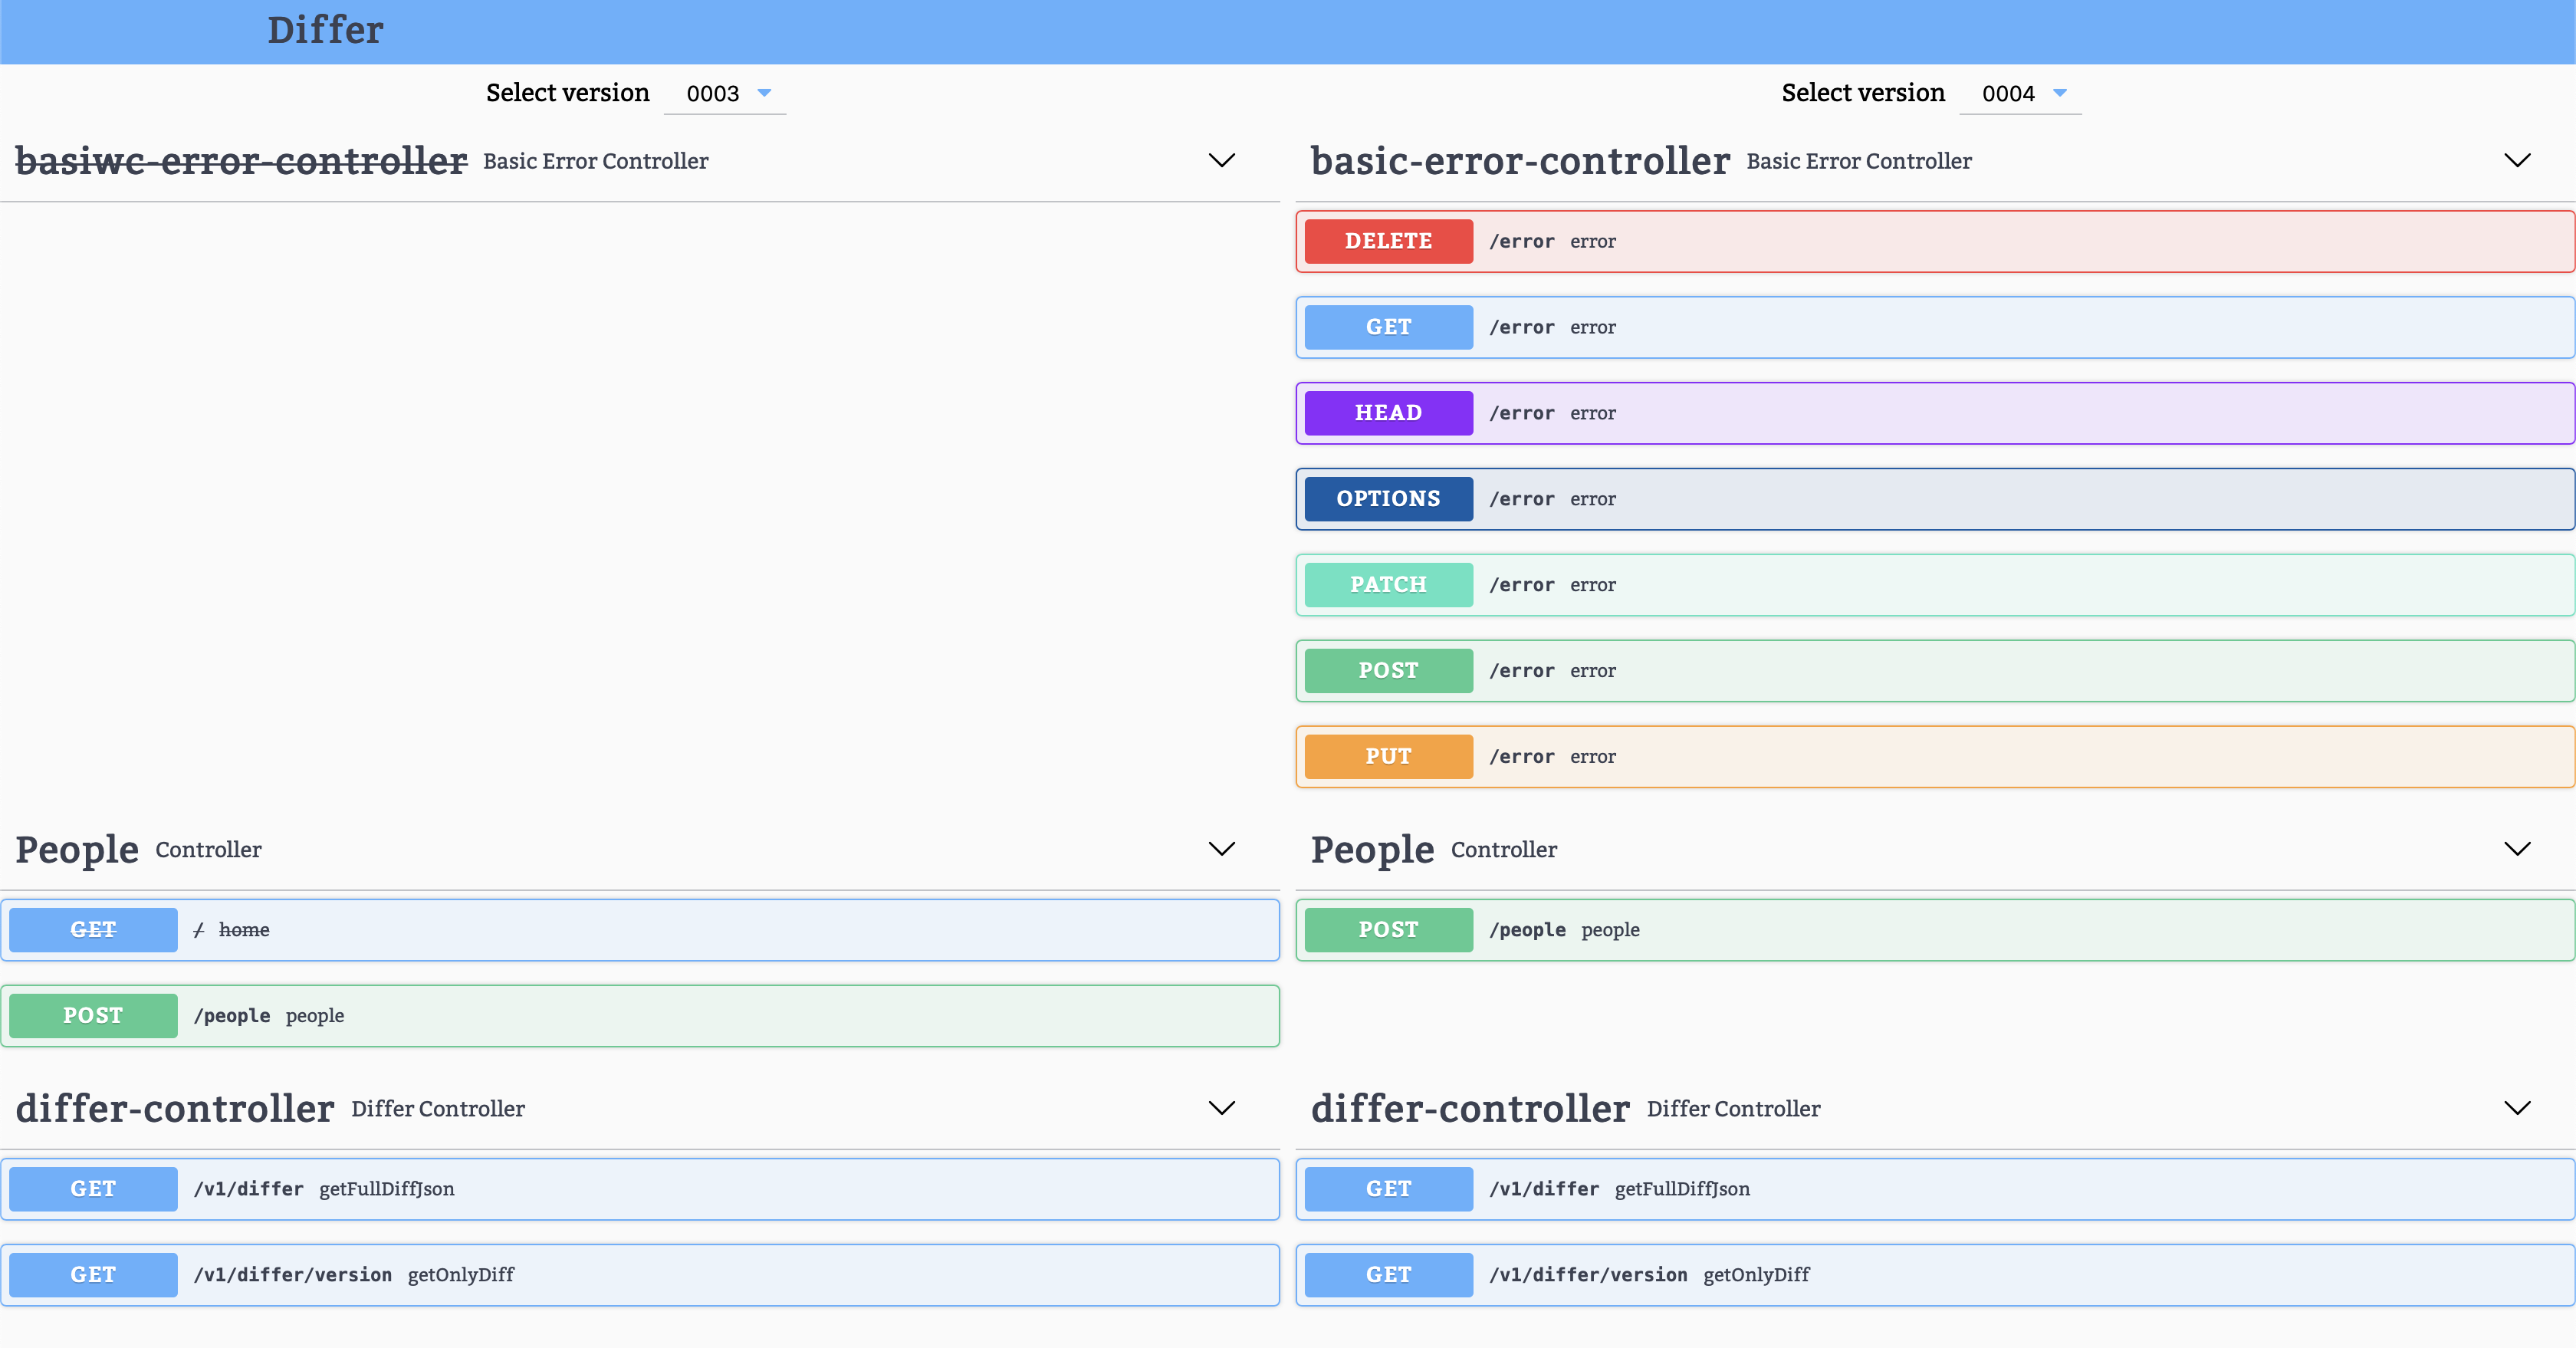 Differ
Select version 0003
Select version 0004
basiwc-error-controller Basic Error Controller
basic-error-controller Basic Error Controller
DELETE /error error
GET /error error
HEAD /error error
OPTIONS /error error
PATCH /error error
POST /error error
PUT /error error
People Controller
People Controller
GET / home
POST /people people
POST /people people
differ-controller Differ Controller
differ-controller Differ Controller
GET /v1/differ getFullDiffJson
GET /v1/differ getFullDiffJson
GET /v1/differ/version getOnlyDiff
GET /v1/differ/version getOnlyDiff